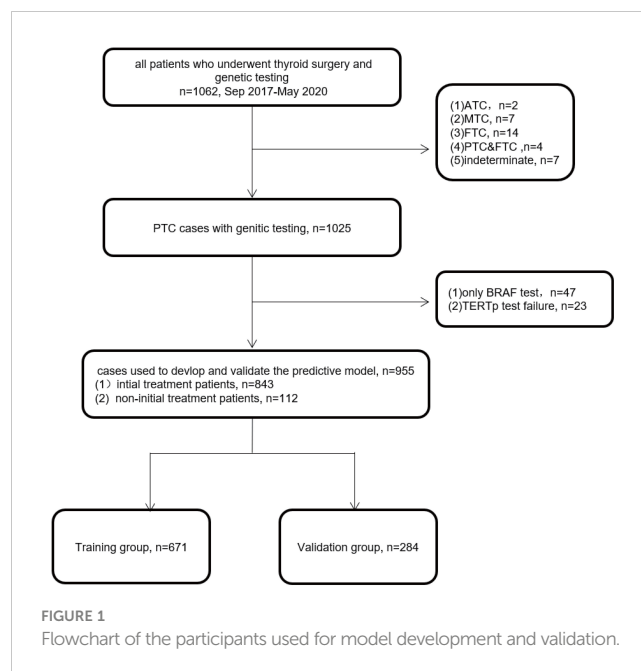 all patients who underwent thyroid surgery and
genetic testing
n=1062, Sep 2017-May 2020
(1)ATC，n=2
(2)MTC, n=7
(3)FTC, n=14
(4)PTC&FTC ,n=4
(5)indeterminate, n=7
PTC cases with genitic testing, n=1025
(1)only BRAF test，n=47
(2)TERTp test failure, n=23
cases used to devlop and validate the predictive model, n=955
(1）intial treatment patients, n=843
(2) non-initial treatment patients, n=112
Training group, n=671
Validation group, n=284
FIGURE 1
Flowchart of the participants used for model development and validation.